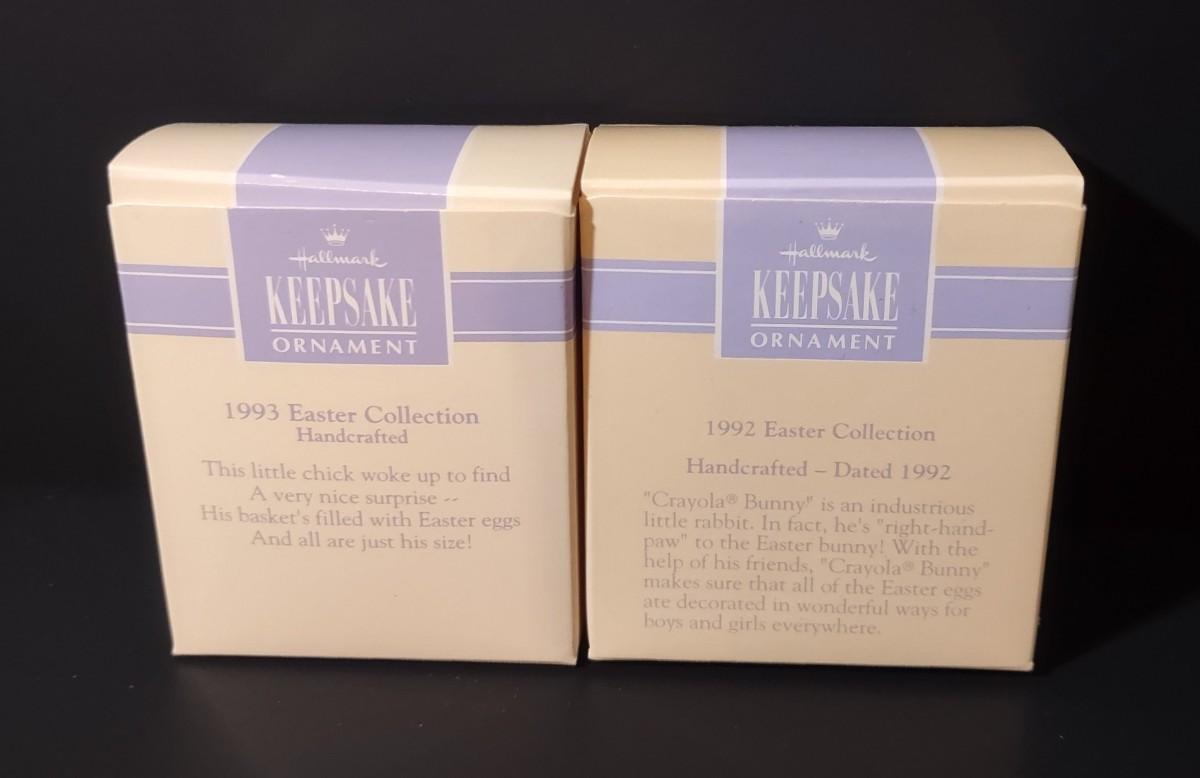 Hallmark
KEEPSAKE
ORNAMENT
1993 Easter Collection
Handcrafted
This little chick woke up to find
A very nice surprise --
His basket's filled with Easter eggs
And all are just his size!
Hallmark
KEEPSAKE
ORNAMENT
1992 Easter Collection
Handcrafted – Dated 1992
"Crayola® Bunny" is an industrious
little rabbit. In fact, he's "right-hand-
paw" to the Easter bunny! With the
help of his friends, "Crayola® Bunny"
makes sure that all of the Easter eggs
are decorated in wonderful ways for
boys and girls everywhere.